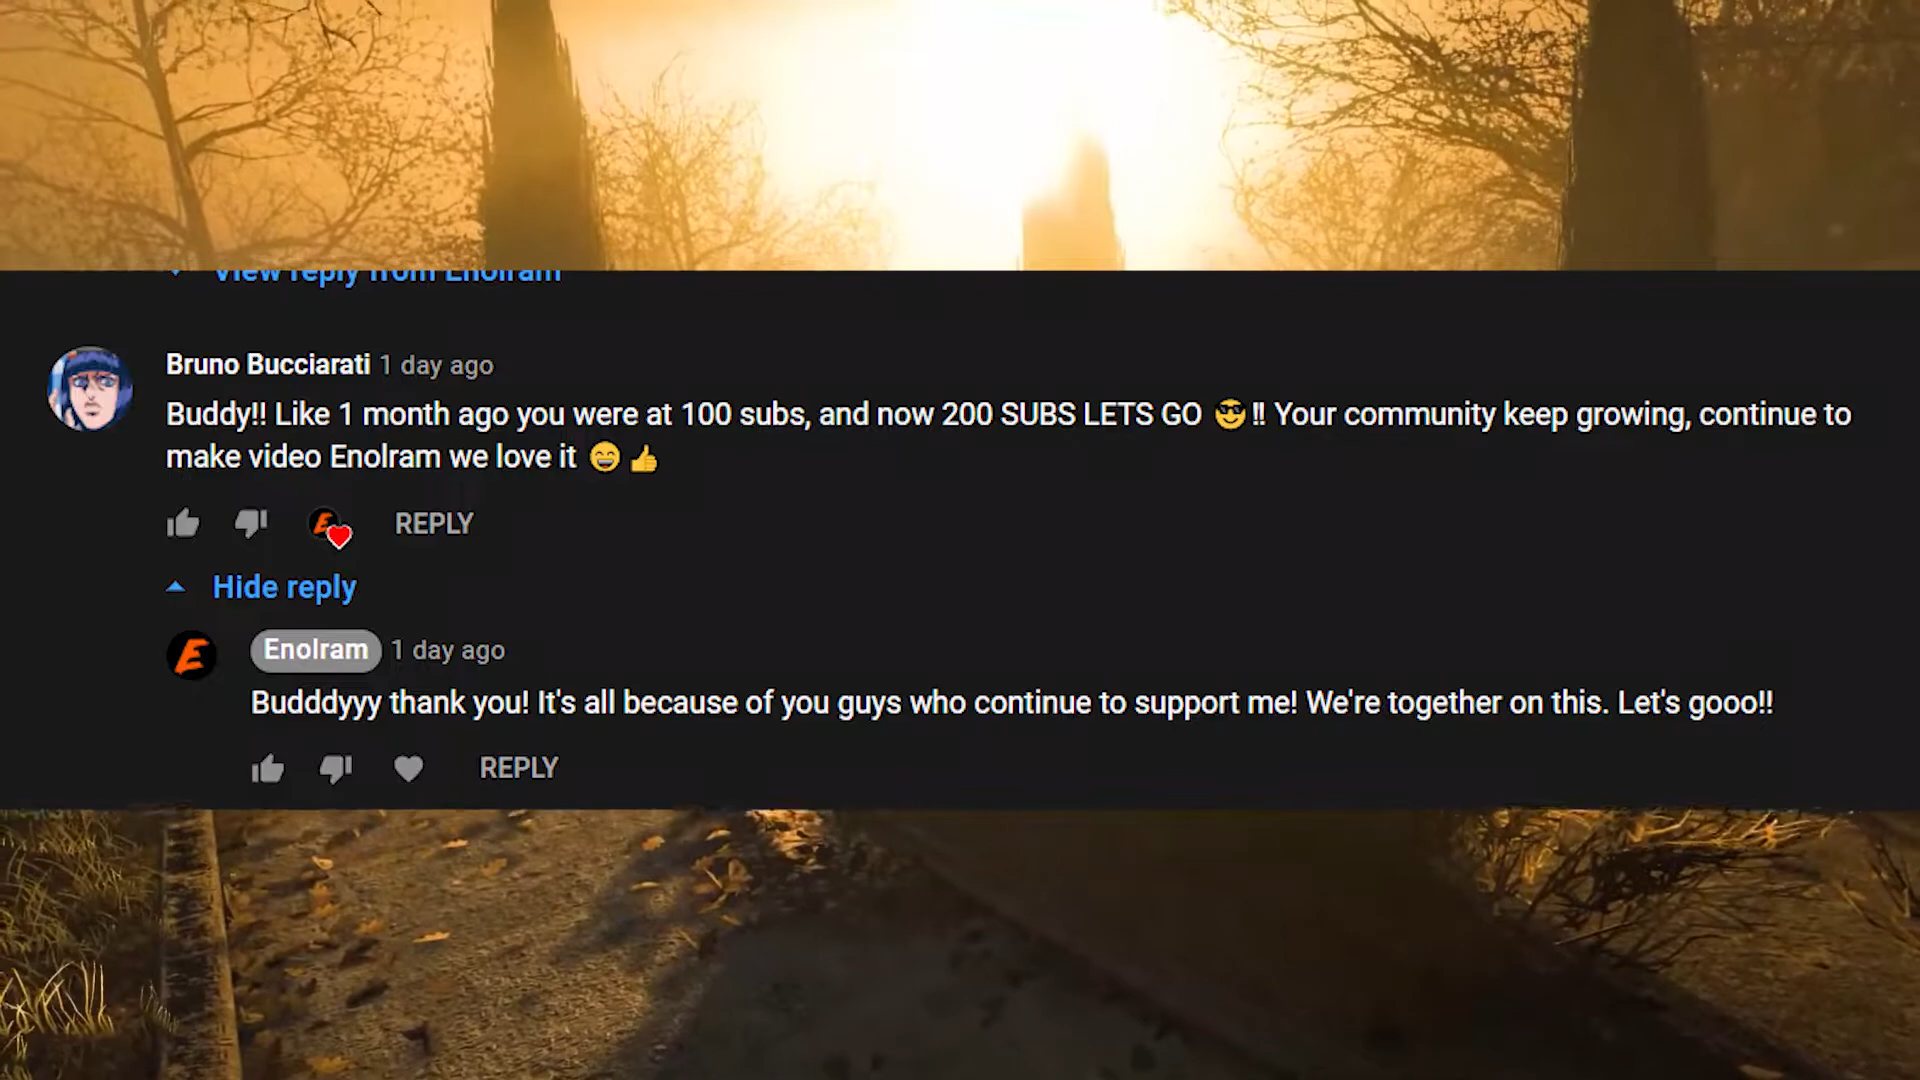 View reply from Enolram
Bruno Bucciarati 1 day ago
Buddy!! Like 1 month ago you were at 100 subs, and now 200 SUBS LETS GO 😎 !! Your community keep growing, continue to
make video Enolram we love it 😄 👍
E REPLY
Hide reply
E Enolram 1 day ago
Budddyyy thank you! It's all because of you guys who continue to support me! We're together on this. Let's gooo!!
REPLY